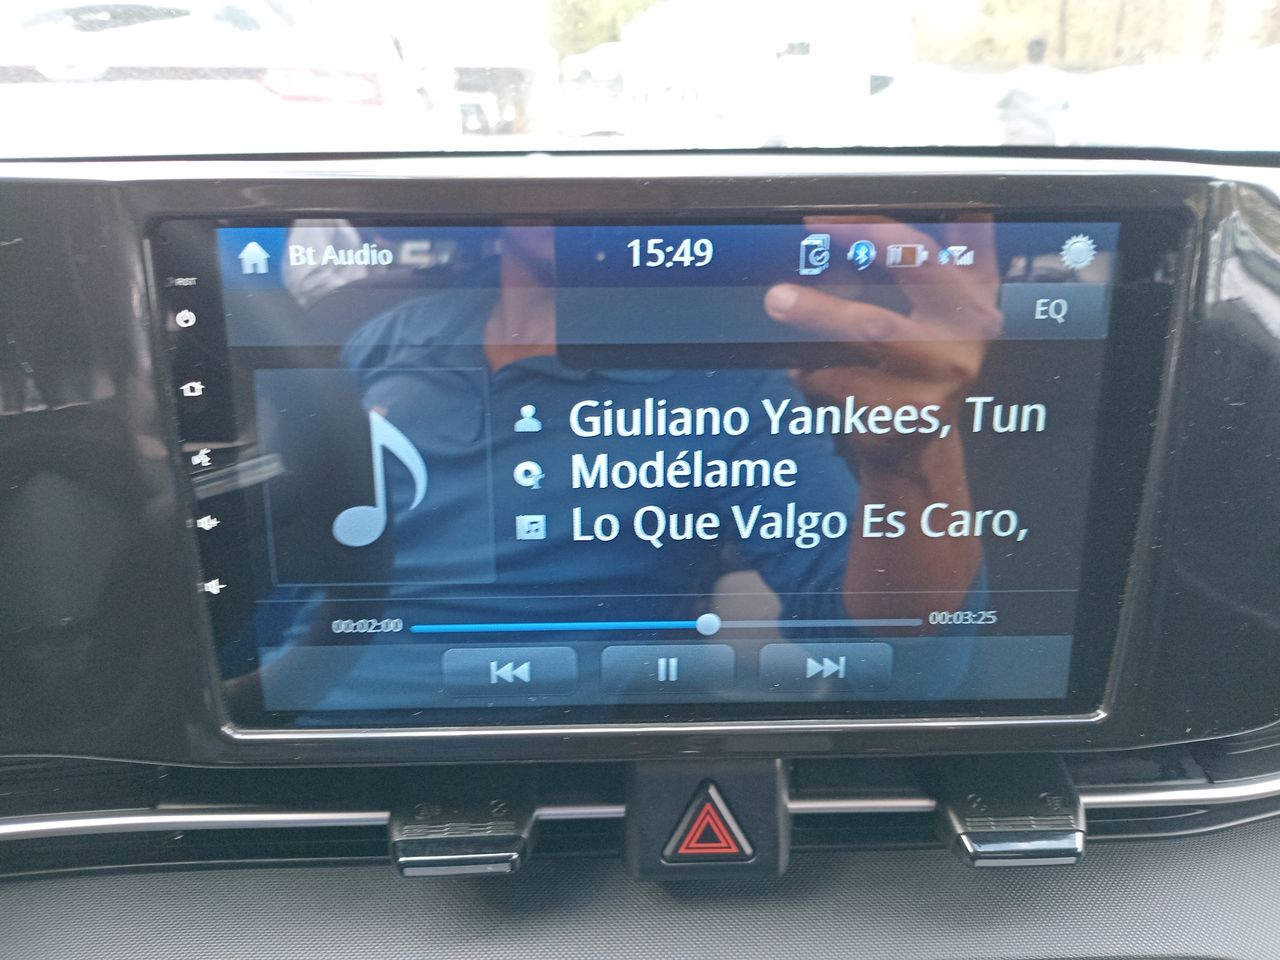 Bt Audio
15:49
EQ
Giuliano Yankees, Tun
Modélame
Lo Que Valgo Es Caro,
00:02:00
00:03:25